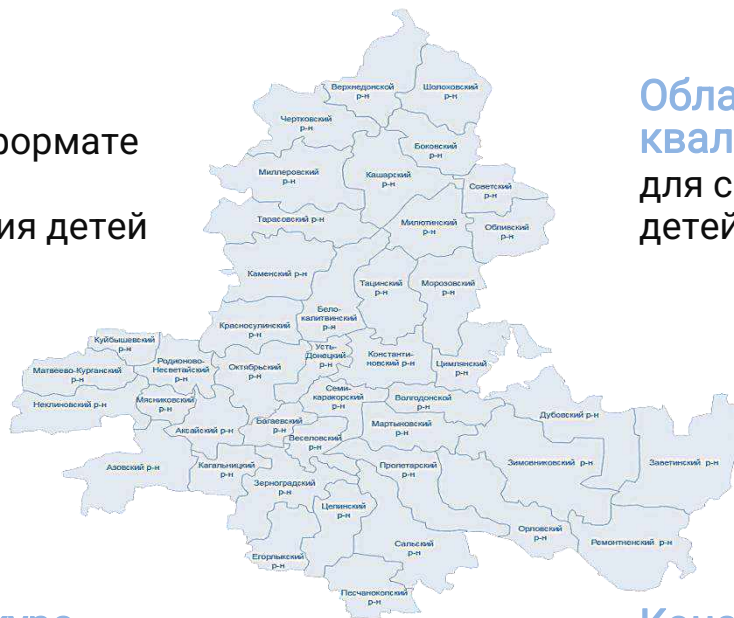 формате
ия детей
Обла
квал
для с
детей
Верхнедонской
р-н
Шолоховский
р-н
Чертковский
р-н
Боковский
р-н
Миллеровский
р-н
Кашарский
р-н
Советский
р-н
Тарасовский р-н
Милютинский
р-н
Обливский
р-н
Каменский р-н
Тацинский
р-н
Морозовский
р-н
Бело-
калитвинский
р-н
Красносулинский
р-н
Куйбышевский
р-н
Усть-
Донецкий
р-н
Константи-
новский р-н
Цимлянский
р-н
Матвеево-Курганский
р-н
Родионово-
Несветайский
р-н
Октябрьский
р-н
Семи-
каракорский
р-н
Волгодонской
р-н
Неклиновский р-н
Мясниковский
р-н
Аксайский р-н
Багаевский
р-н
Веселовский
р-н
Мартыновский
р-н
Дубовский р-н
Азовский р-н
Кагальницкий
р-н
Пролетарский
р-н
Зимовниковский р-н
Заветинский р-н
Зерноградский
р-н
Целинский
р-н
Сальский
р-н
Орловский
р-н
Ремонтненский р-н
Егорлыкский
р-н
Песчанокопский
р-н